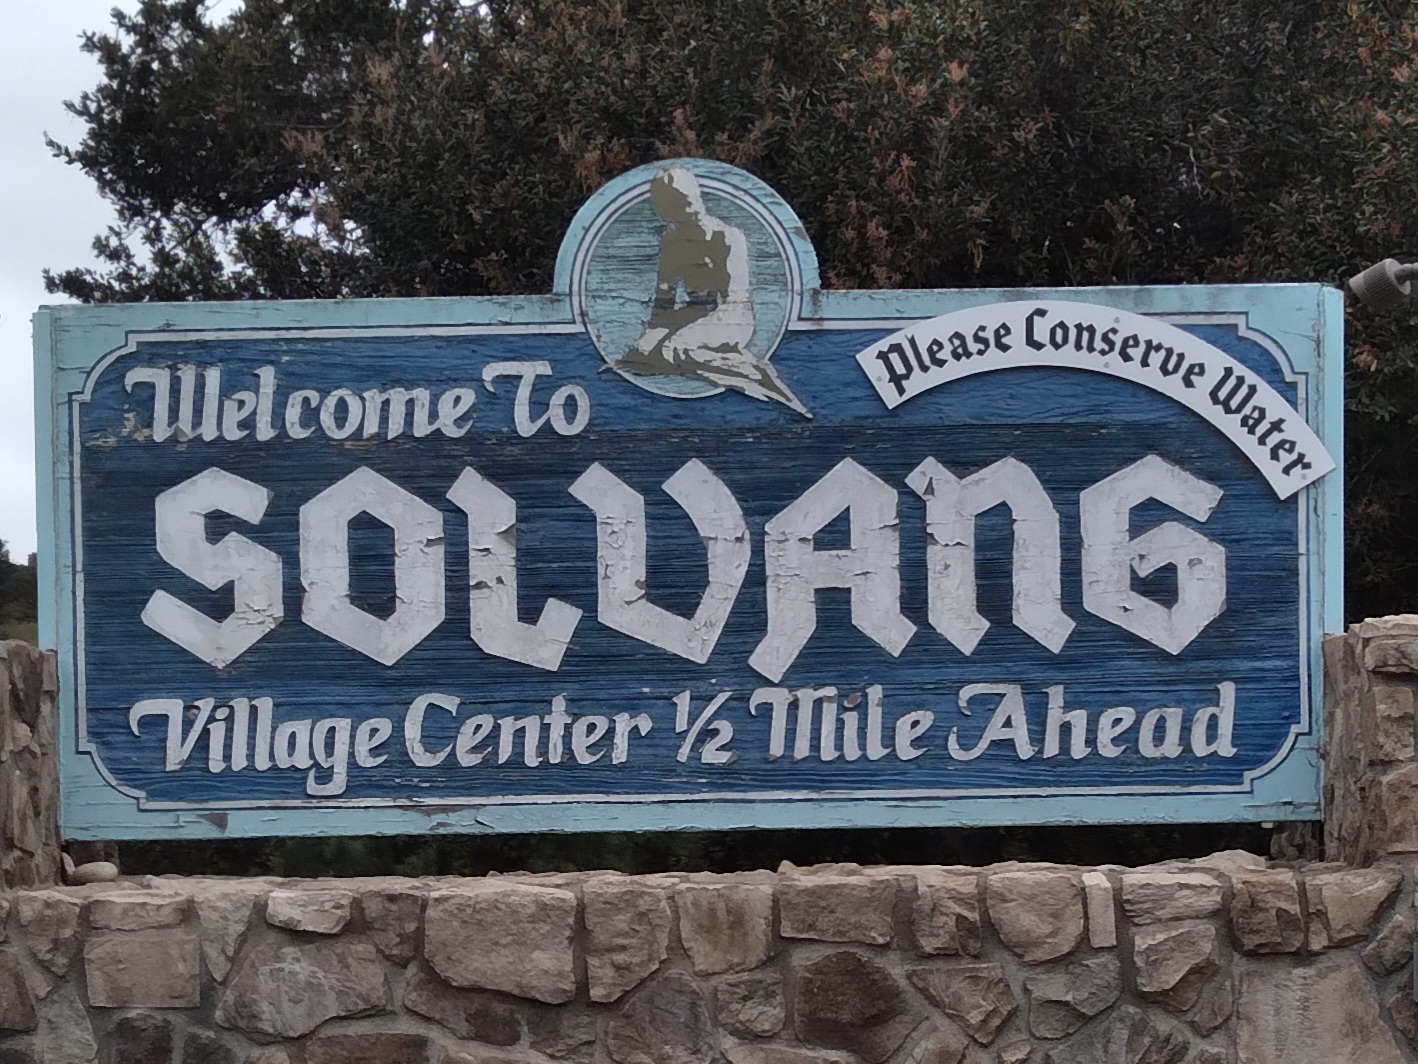 Please Conserve Water
Welcome To
SOLVANG
Village Center ½ Mile Ahead